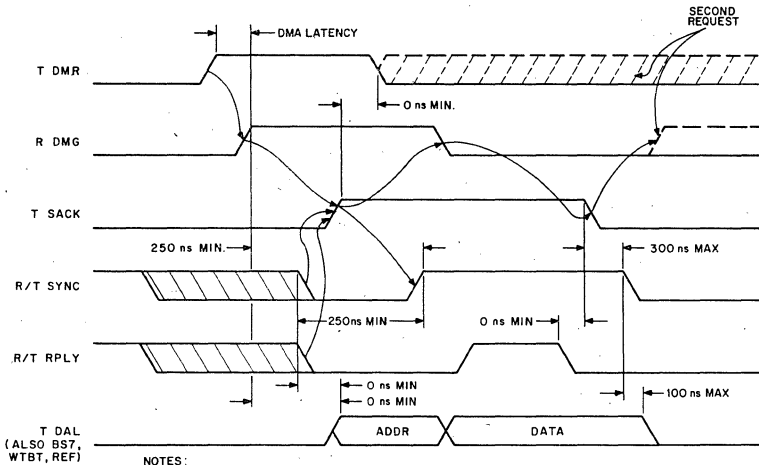 SECOND
REQUEST
DMA LATENCY
T DMR
0 ns MIN.
R DMG
T SACK
250 ns MIN.
300 ns MAX
R/T SYNC
250ns MIN
0 ns MIN
R/T RPLY
0 ns MIN
0 ns MIN
100 ns MAX
T DAL
(ALSO BS7,
WTBT, REF)
ADDR
DATA
NOTES: